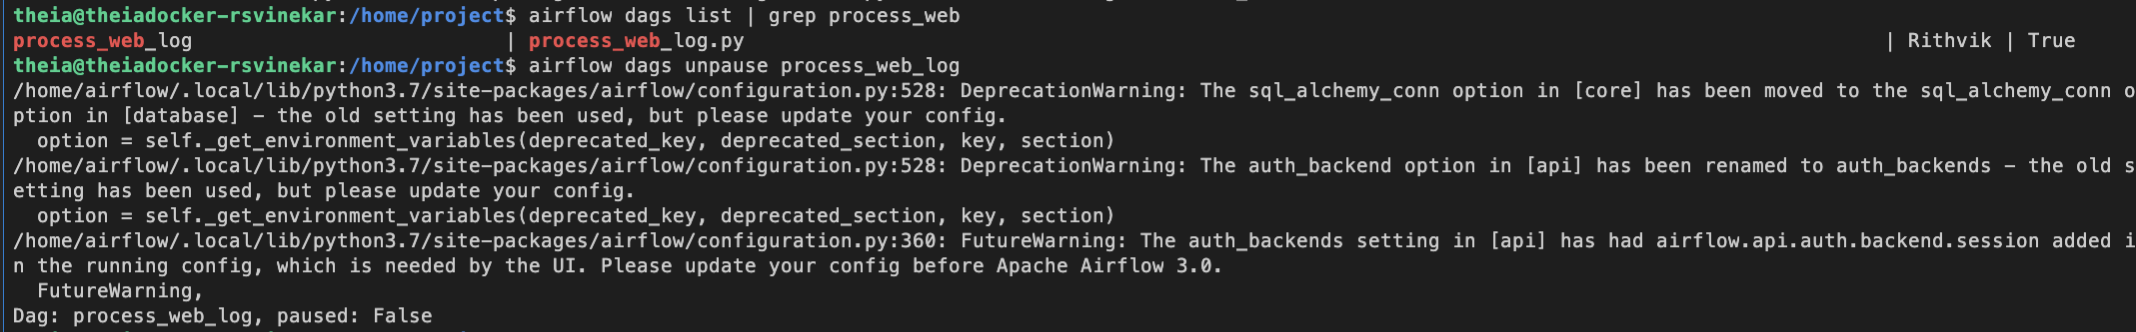 theia@theiadocker-rsvinekar:/home/project$ airflow dags list | grep process_web
process_web_log | process_web_log.py | Rithvik | True
theia@theiadocker-rsvinekar:/home/project$ airflow dags unpause process_web_log
/home/airflow/.local/lib/python3.7/site-packages/airflow/configuration.py:528: DeprecationWarning: The sql_alchemy_conn option in [core] has been moved to the sql_alchemy_conn o
ption in [database] – the old setting has been used, but please update your config.
  option = self._get_environment_variables(deprecated_key, deprecated_section, key, section)
/home/airflow/.local/lib/python3.7/site-packages/airflow/configuration.py:528: DeprecationWarning: The auth_backend option in [api] has been renamed to auth_backends – the old s
etting has been used, but please update your config.
  option = self._get_environment_variables(deprecated_key, deprecated_section, key, section)
/home/airflow/.local/lib/python3.7/site-packages/airflow/configuration.py:360: FutureWarning: The auth_backends setting in [api] has had airflow.api.auth.backend.session added i
n the running config, which is needed by the UI. Please update your config before Apache Airflow 3.0.
  FutureWarning,
Dag: process_web_log, paused: False